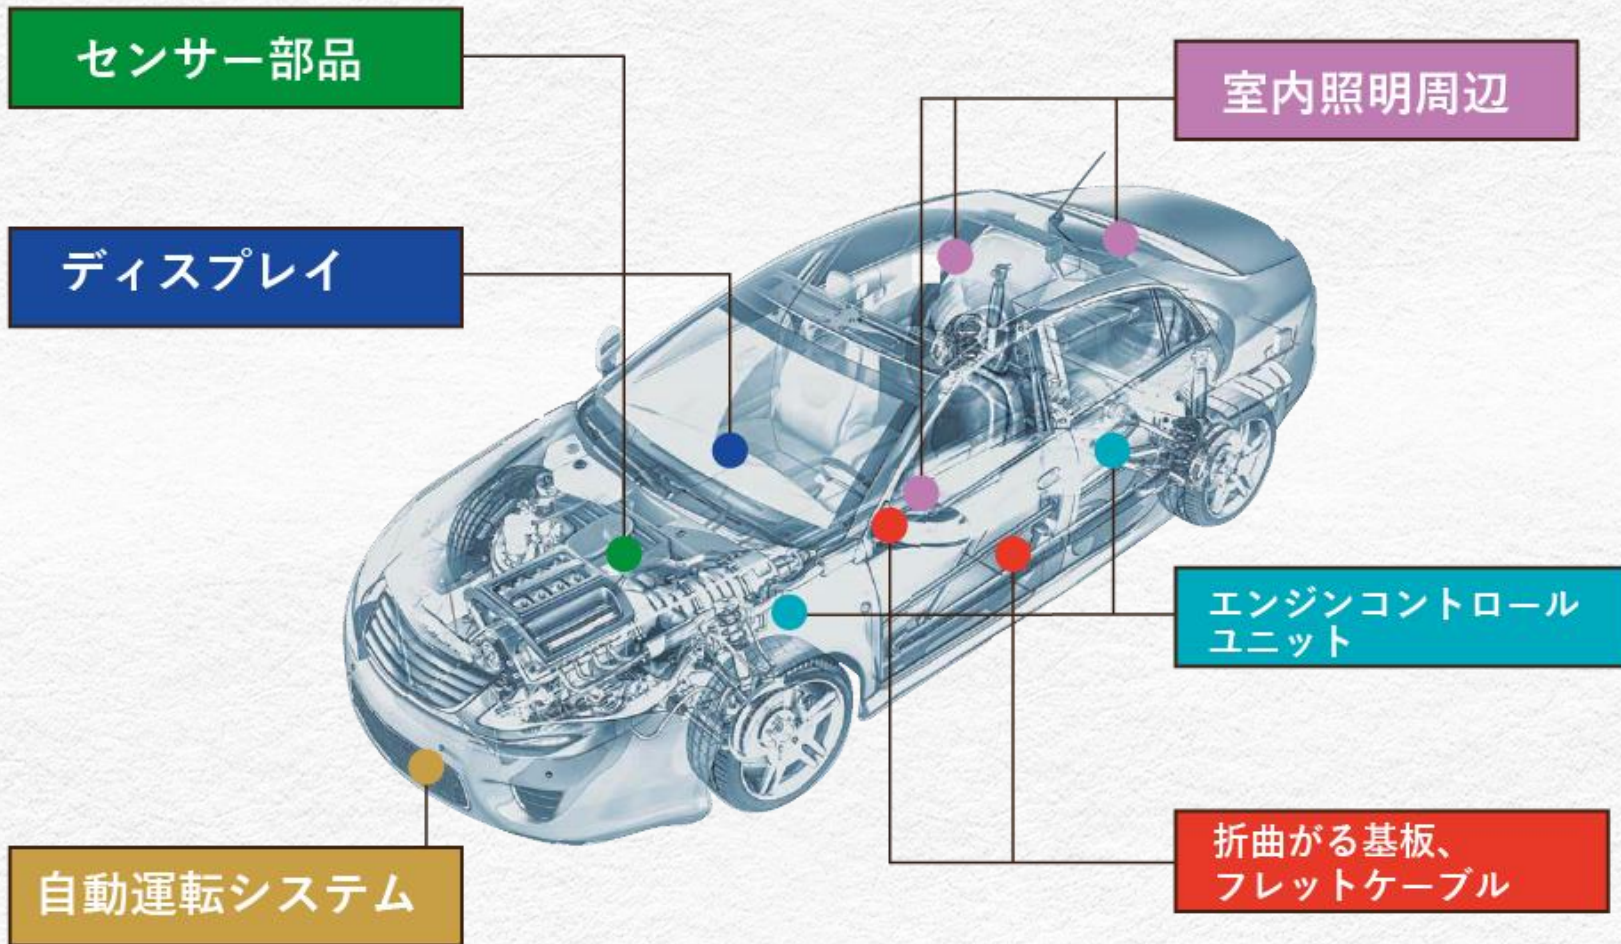 センサー部品
室内照明周辺
ディスプレイ
エンジンコントロール
ユニット
折曲がる基板、
フレットケーブル
自動運転システム